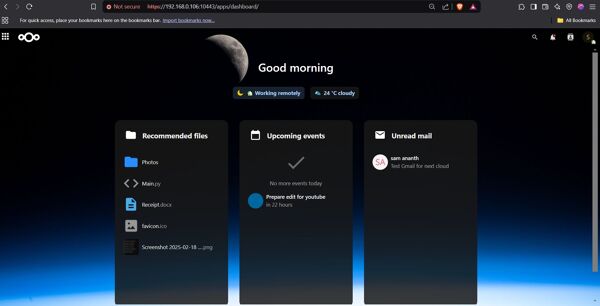 Not secure https://192.168.0.106:10443/apps/dashboard/
For quick access, place your bookmarks here on the bookmarks bar. Import bookmarks now...
All Bookmarks
S
Good morning
Working remotely
24 °C cloudy
Recommended files
Photos
Main.py
Receipt.docx
favicon.ico
Screenshot 2025-02-18 ....png
Upcoming events
No more events today
Prepare edit for youtube
in 22 hours
Unread mail
SA
sam ananth
Test Gmail for next cloud